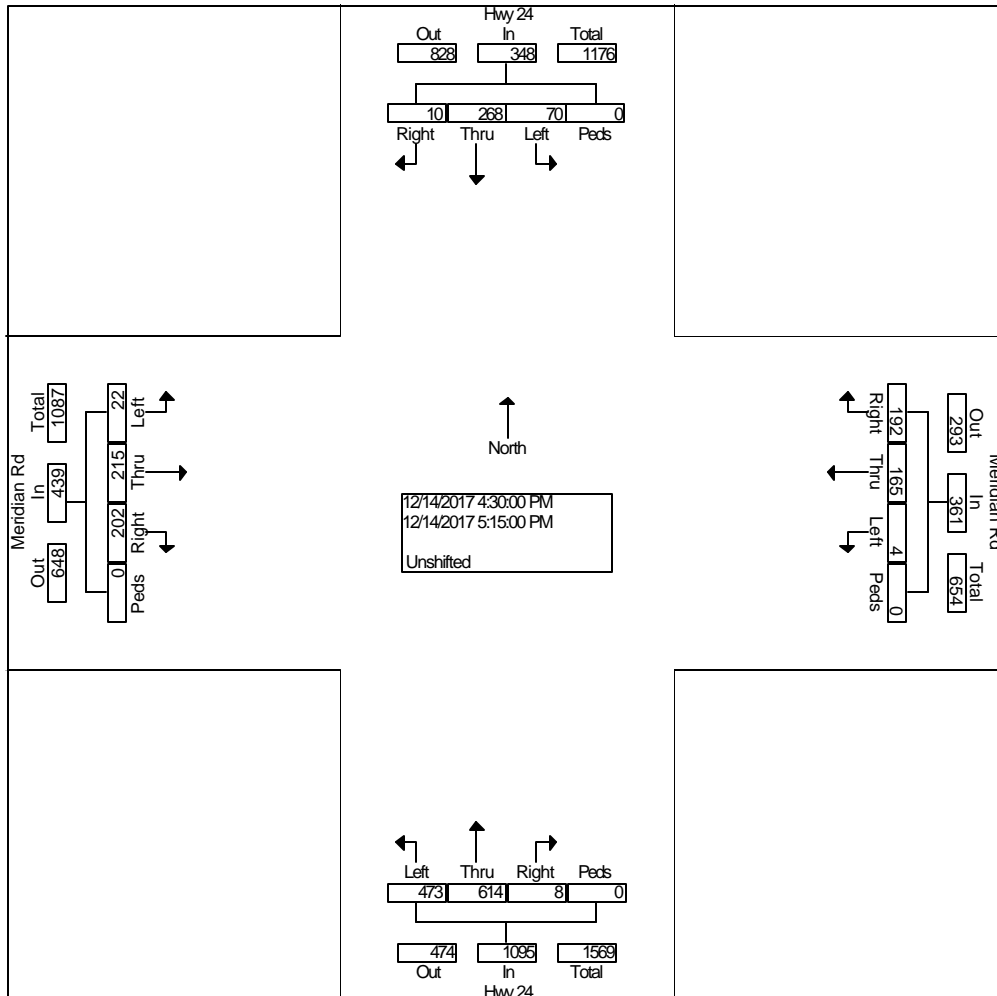 Hwy 24
Out In Total
828 348 1176
10 268 70 0
Right Thru Left Peds
Meridian Rd
Total In Out
1087 439 648
22 215 202 0
Left Thru Right Peds
North
12/14/2017 4:30:00 PM
12/14/2017 5:15:00 PM
Unshifted
Right Thru Left Peds
192 165 4 0
293 361 654
Out In Total
Meridian Rd
Left Thru Right Peds
473 614 8 0
474 1095 1569
Out In Total
Hwy 24